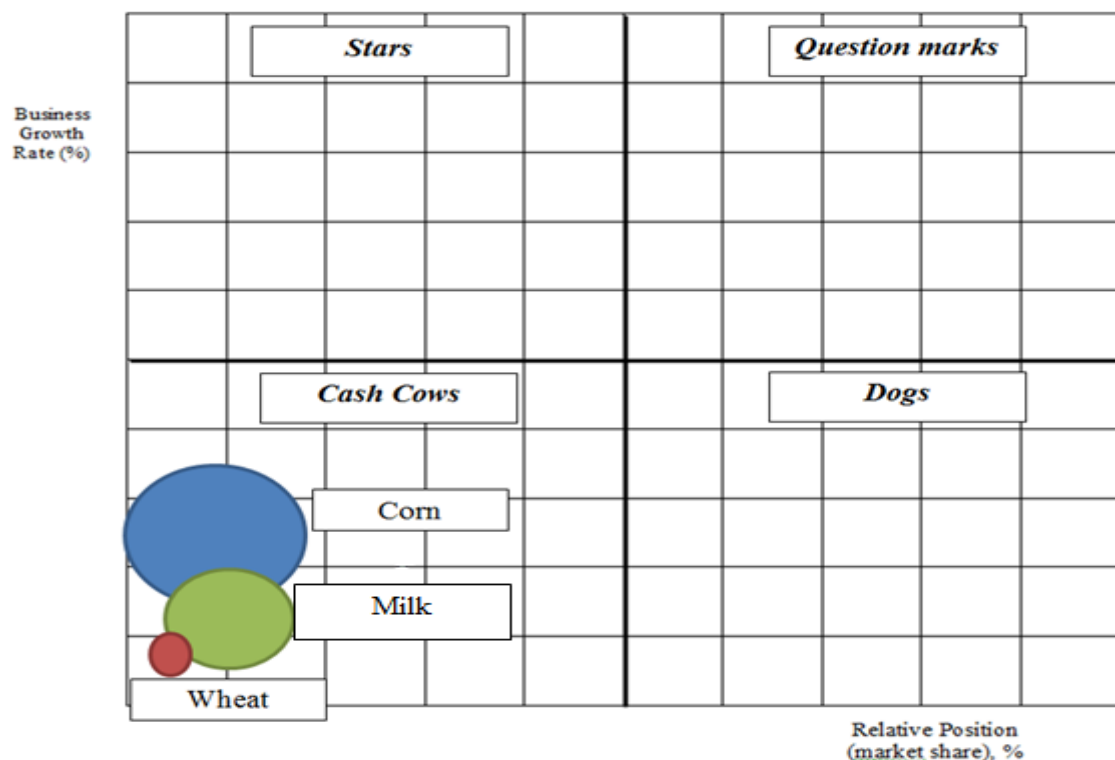 Stars
Question marks
Business
Growth
Rate (%)
Cash Cows
Dogs
Corn
Milk
Wheat
Relative Position
(market share), %